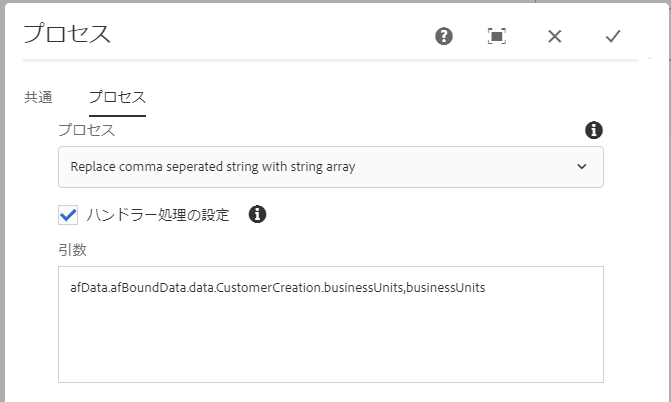 プロセス
共通 プロセス
プロセス
Replace comma seperated string with string array
ハンドラー処理の設定
引数
afData.afBoundData.data.CustomerCreation.businessUnits,businessUnits